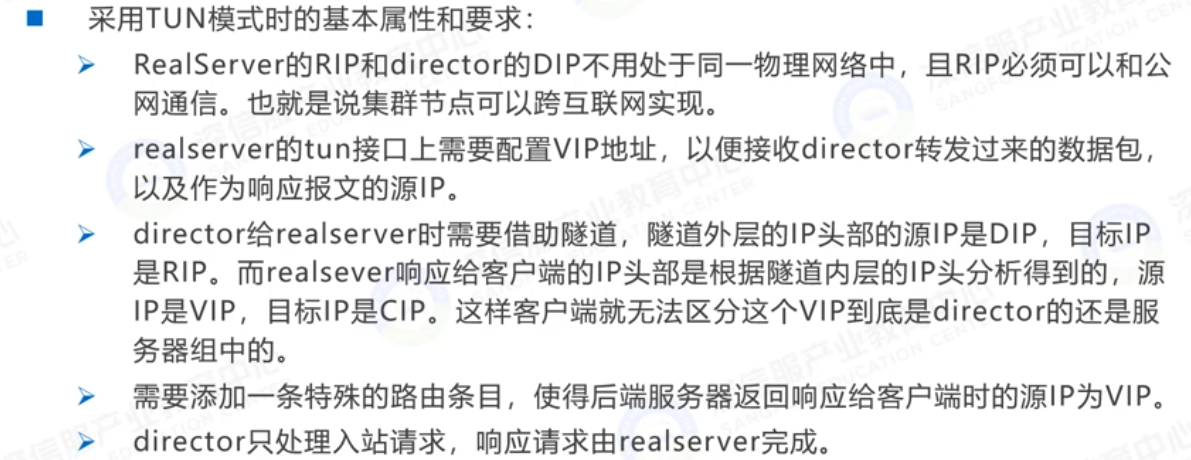 ■ 采用TUN模式时的基本属性和要求：
➢ RealServer的RIP和director的DIP不用处于同一物理网络中，且RIP必须可以和公
网通信。也就是说集群节点可以跨互联网实现。
➢ realserver的tun接口上需要配置VIP地址，以便接收director转发过来的数据包，
以及作为响应报文的源IP。
➢ director给realserver时需要借助隧道，隧道外层的IP头部的源IP是DIP，目标IP
是RIP。而realsever响应给客户端的IP头部是根据隧道内层的IP头分析得到的，源
IP是VIP，目标IP是CIP。这样客户端就无法区分这个VIP到底是director的还是服
务器组中的。
➢ 需要添加一条特殊的路由条目，使得后端服务器返回响应给客户端时的源IP为VIP。
➢ director只处理入站请求，响应请求由realserver完成。